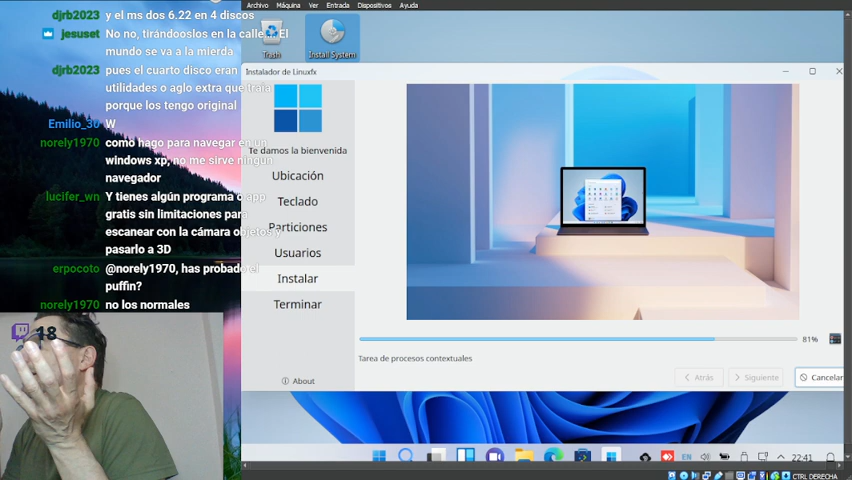 Archivo Máquina Ver Entrada Dispositivos Ayuda
djrb2023 y el ms dos 6.22 en 4 discos
jesuset No no, tirándooslos en la calle... El
mundo se va a la mierda
djrb2023 pues el cuarto disco eran
utilidades o aglo extra que traia
porque los tengo original
Emilio_30 W
norely1970 como hago para navegar en un
windows xp, no me sirve ningun
navegador
lucifer_wn Y tienes algún programa o app
gratis sin limitaciones para
escanear con la cámara objetos y
pasarlo a 3D
erpocoto @norely1970, has probado el
puffin?
norely1970 no los normales
18
Trash
Install System
Instalador de Linuxfx
Te damos la bienvenida
Ubicación
Teclado
Particiones
Usuarios
Instalar
Terminar
About
81%
Tarea de procesos contextuales
Atrás
Siguiente
Cancelar
EN
22:41
CTRL DERECHA